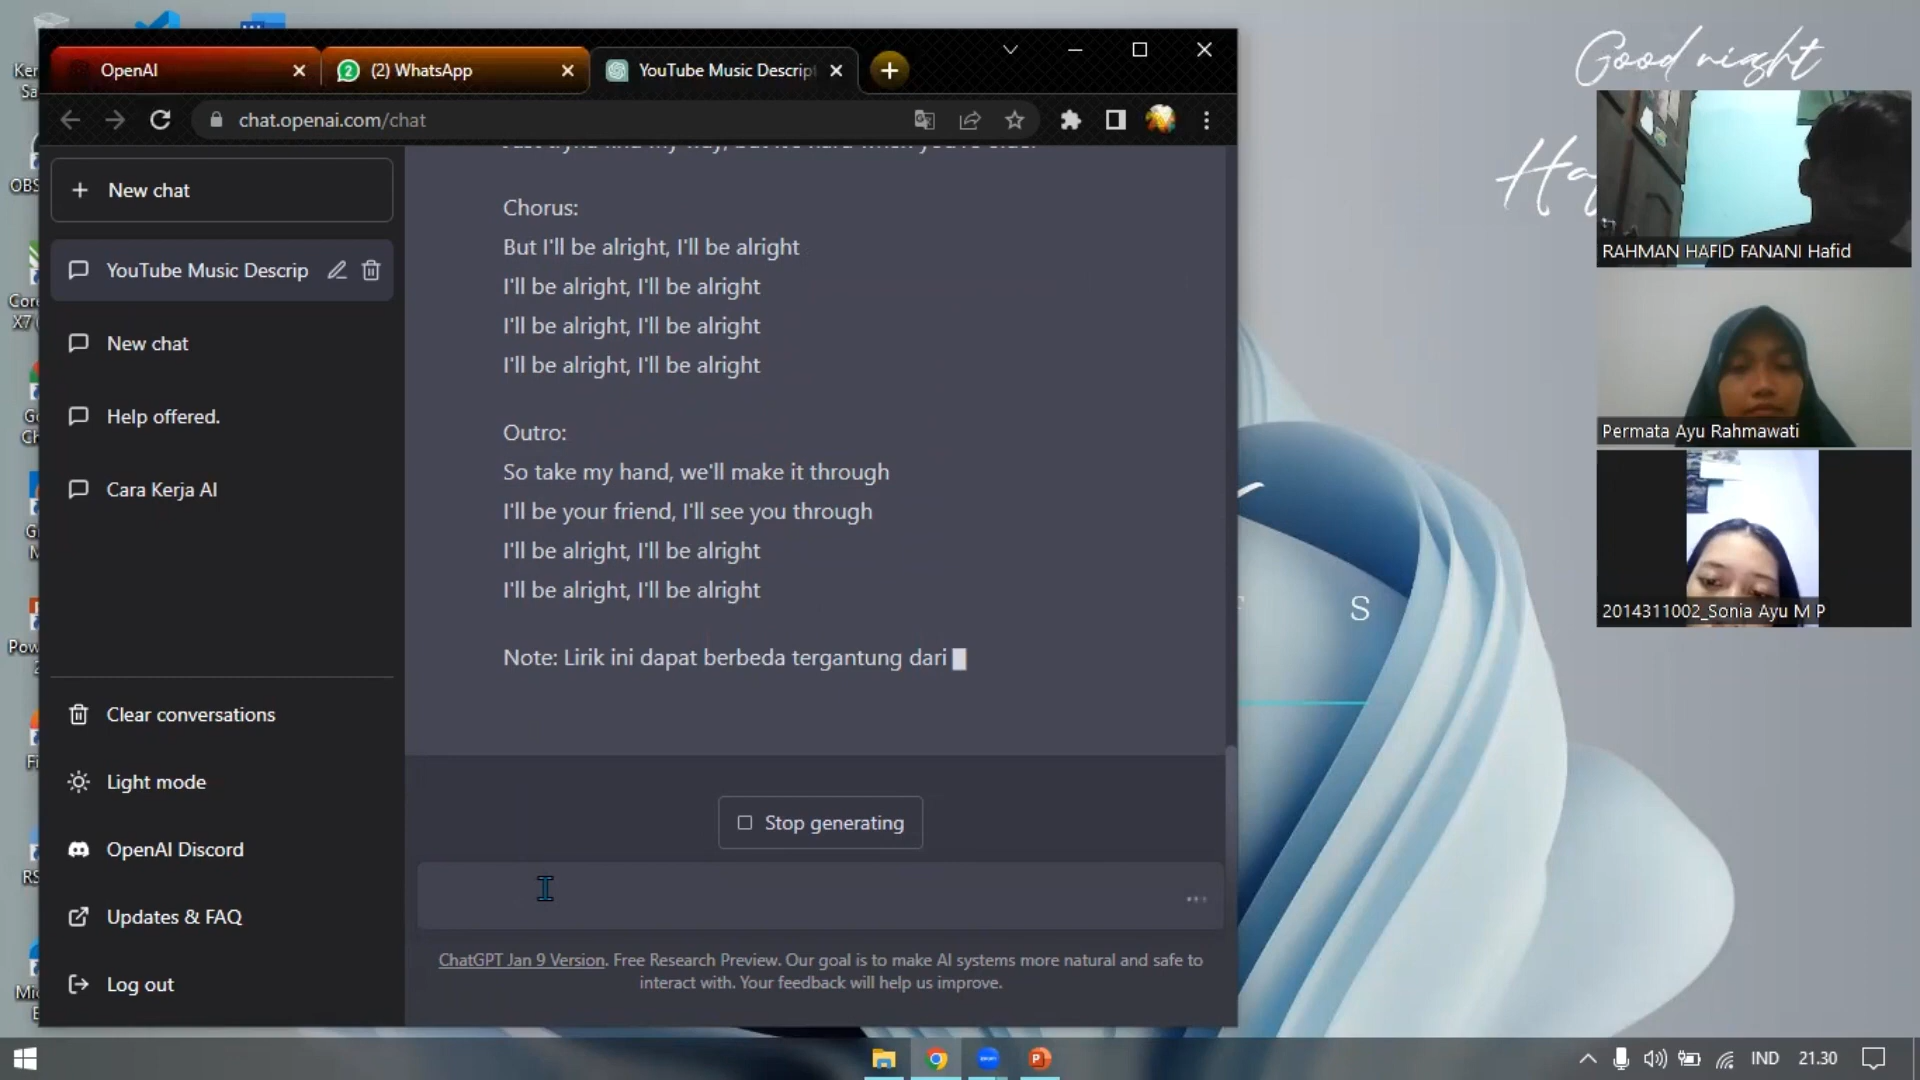 Good night
OpenAI
(2) WhatsApp
YouTube Music Descript
chat.openai.com/chat
New chat
YouTube Music Descrip
New chat
Help offered.
Cara Kerja AI
Clear conversations
Light mode
OpenAI Discord
Updates & FAQ
Log out
Chorus:
But I'll be alright, I'll be alright
I'll be alright, I'll be alright
I'll be alright, I'll be alright
I'll be alright, I'll be alright
Outro:
So take my hand, we'll make it through
I'll be your friend, I'll see you through
I'll be alright, I'll be alright
I'll be alright, I'll be alright
Note: Lirik ini dapat berbeda tergantung dari
Stop generating
ChatGPT Jan 9 Version. Free Research Preview. Our goal is to make AI systems more natural and safe to
interact with. Your feedback will help us improve.
RAHMAN HAFID FANANI Hafid
Permata Ayu Rahmawati
2014311002_Sonia Ayu M P
S
IND
21.30